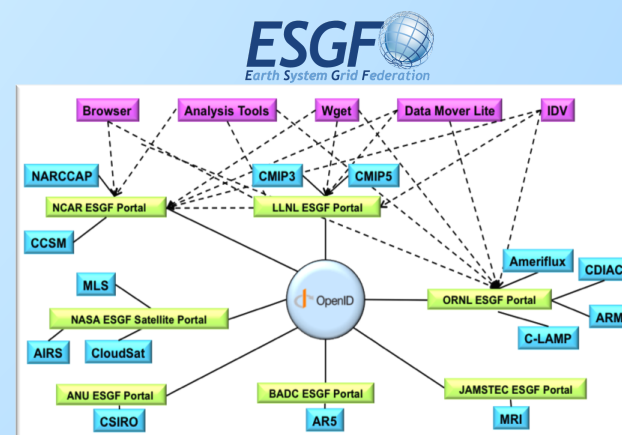 ESGF
Earth System Grid Federation
Browser
Analysis Tools
Wget
Data Mover Lite
IDV
NARCCAP
CMIP3
CMIP5
NCAR ESGF Portal
LLNL ESGF Portal
CCSM
Ameriflux
CDIAC
MLS
OpenID
ORNL ESGF Portal
NASA ESGF Satellite Portal
ARM
AIRS
CloudSat
C-LAMP
ANU ESGF Portal
BADC ESGF Portal
JAMSTEC ESGF Portal
CSIRO
AR5
MRI